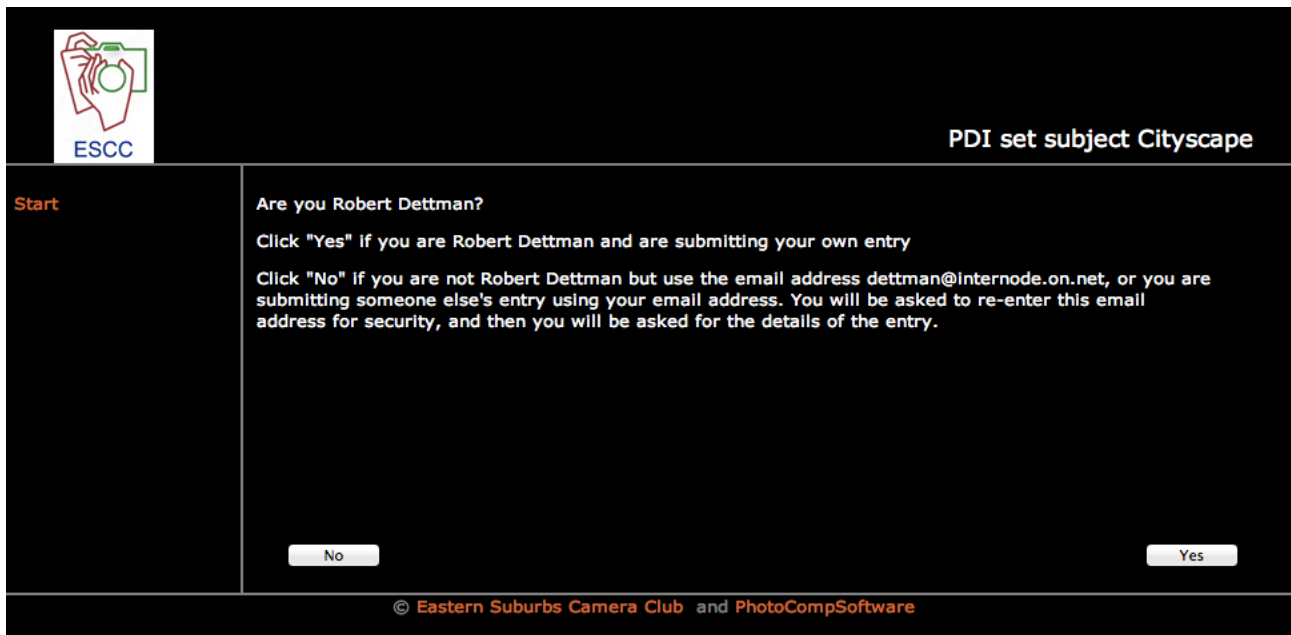 ESCC
PDI set subject Cityscape
Start
Are you Robert Dettman?
Click "Yes" if you are Robert Dettman and are submitting your own entry
Click "No" if you are not Robert Dettman but use the email address dettman@internode.on.net, or you are
submitting someone else's entry using your email address. You will be asked to re-enter this email
address for security, and then you will be asked for the details of the entry.
No
Yes
© Eastern Suburbs Camera Club and PhotoCompSoftware